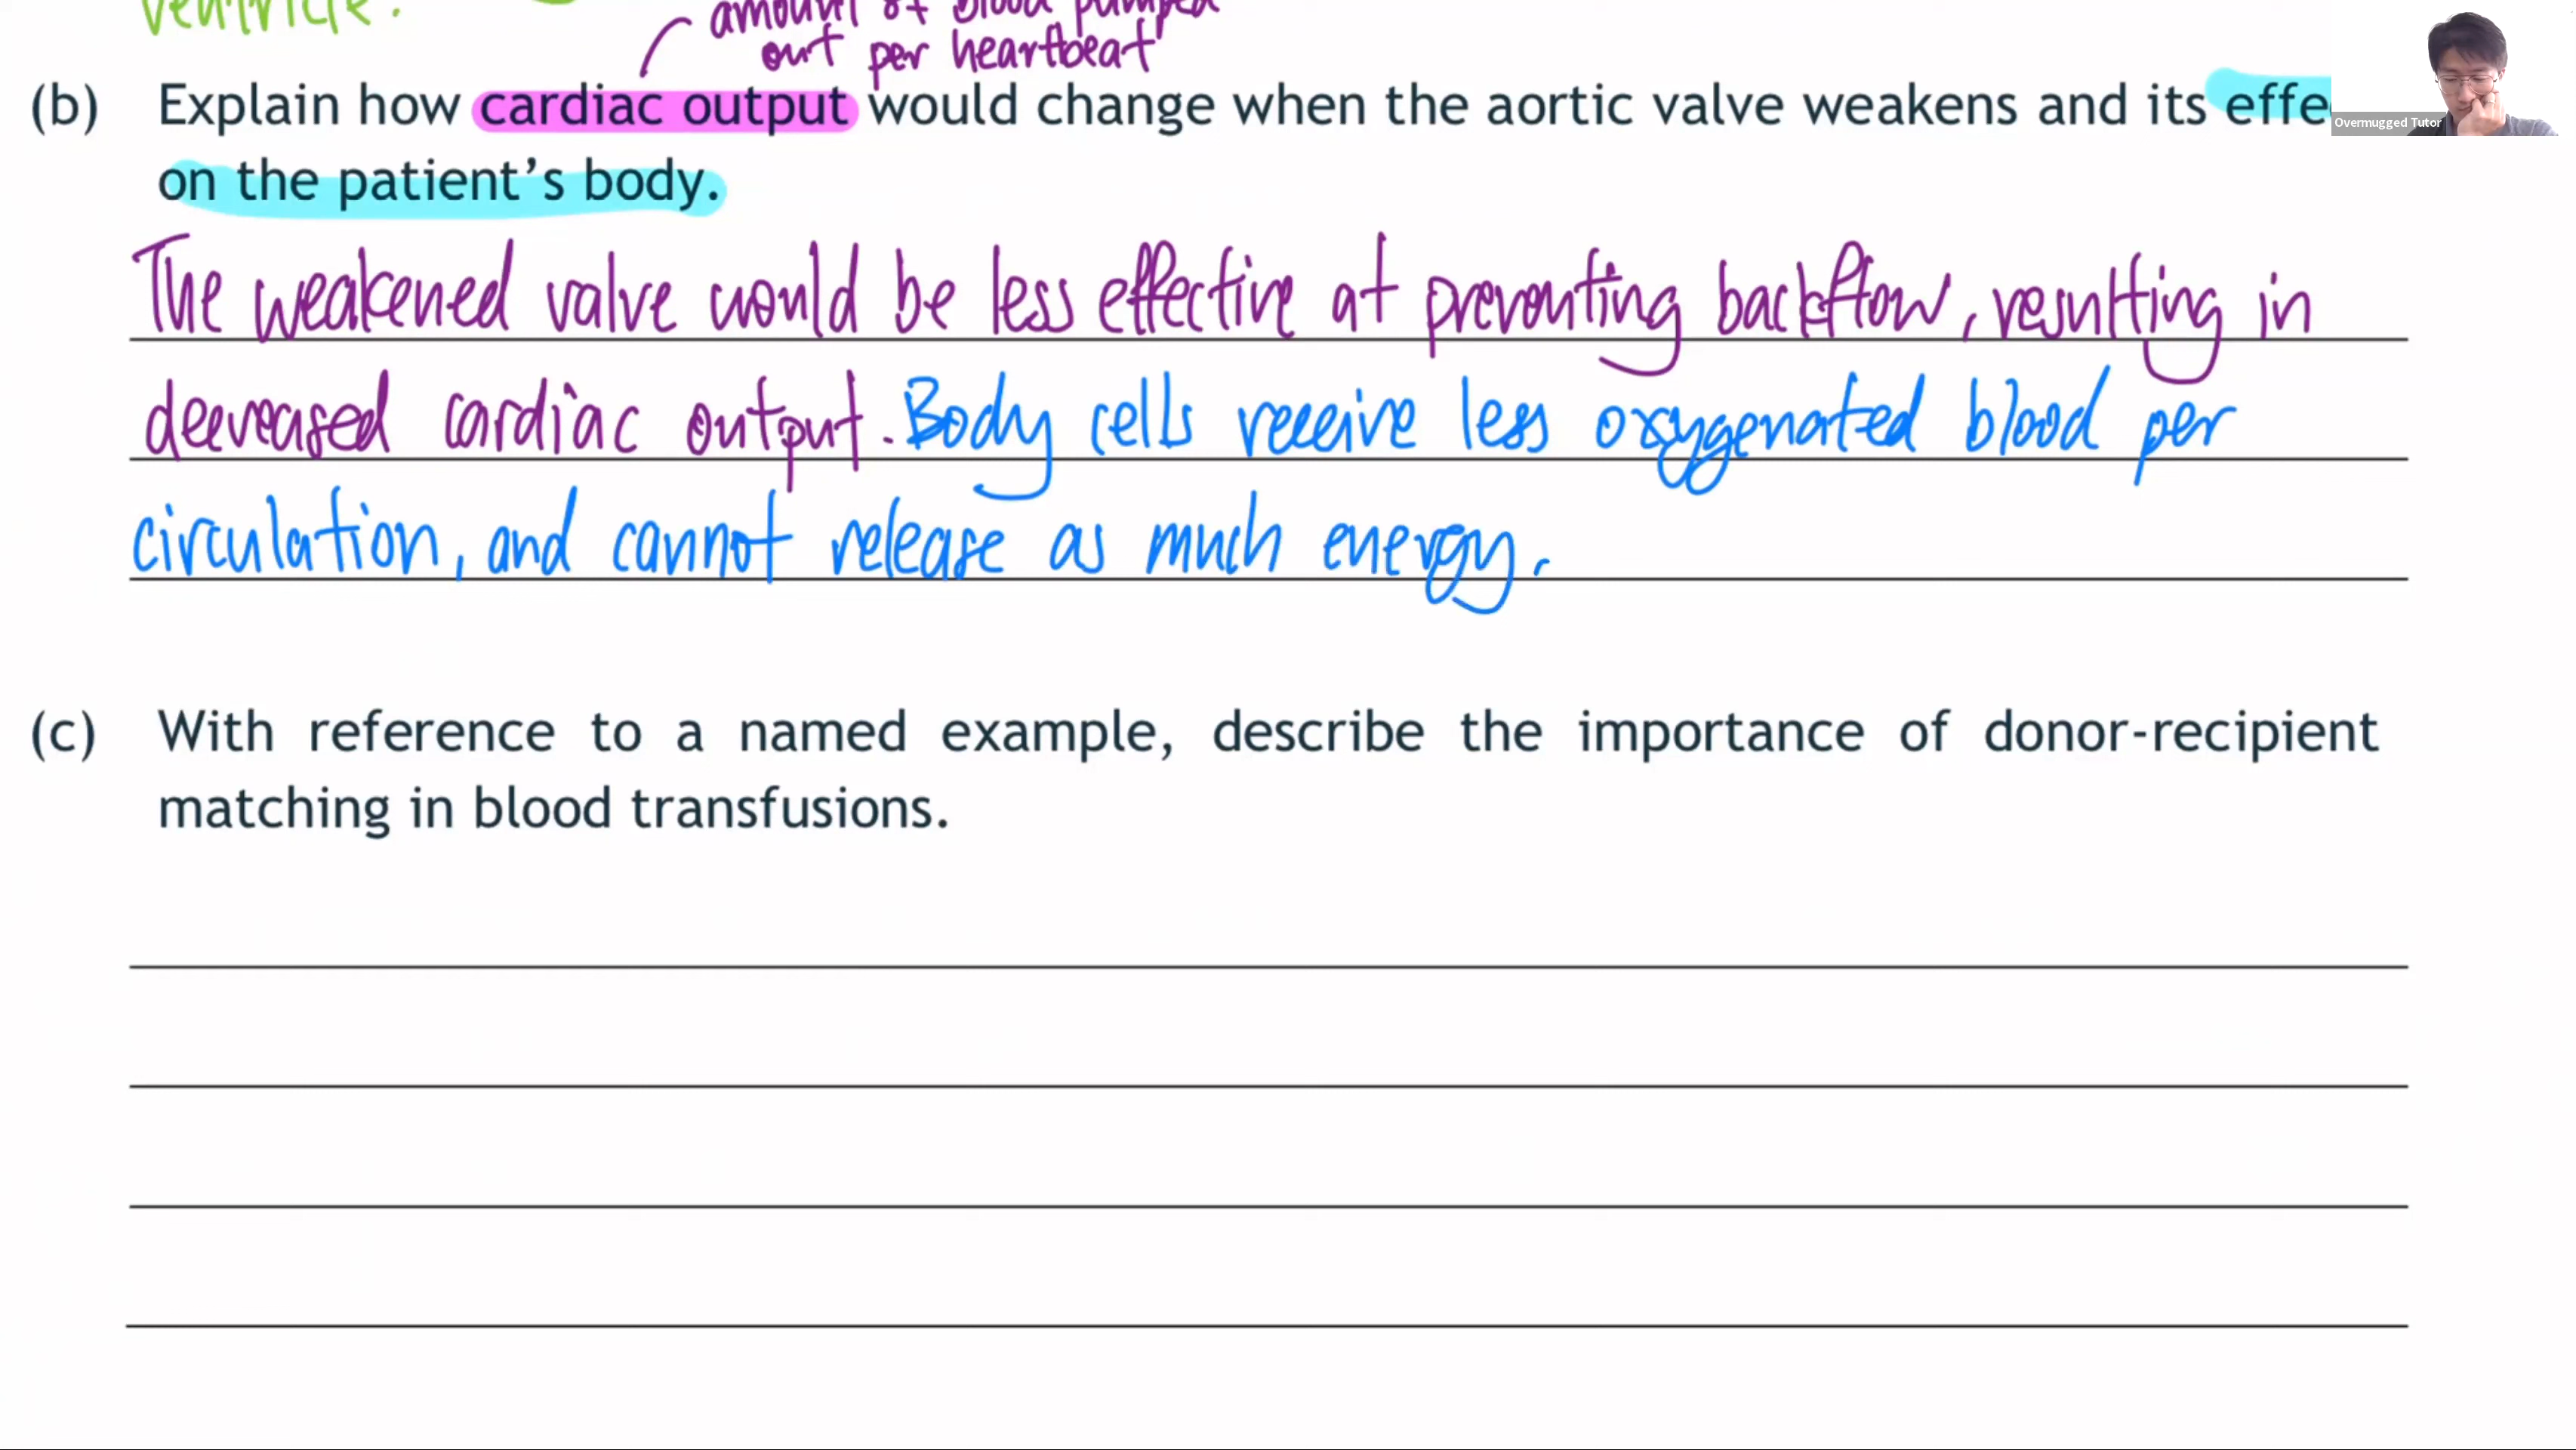 ventricle.
amount of blood pumped
out per heartbeat
(b) Explain how cardiac output would change when the aortic valve weakens and its effe
Overmugged Tutor
on the patient's body.
The weakened valve would be less effective at preventing backflow, resulting in
decreased cardiac output. Body cells receive less oxygenated blood per
circulation, and cannot release as much energy.
(c) With reference to a named example, describe the importance of donor-recipient
matching in blood transfusions.